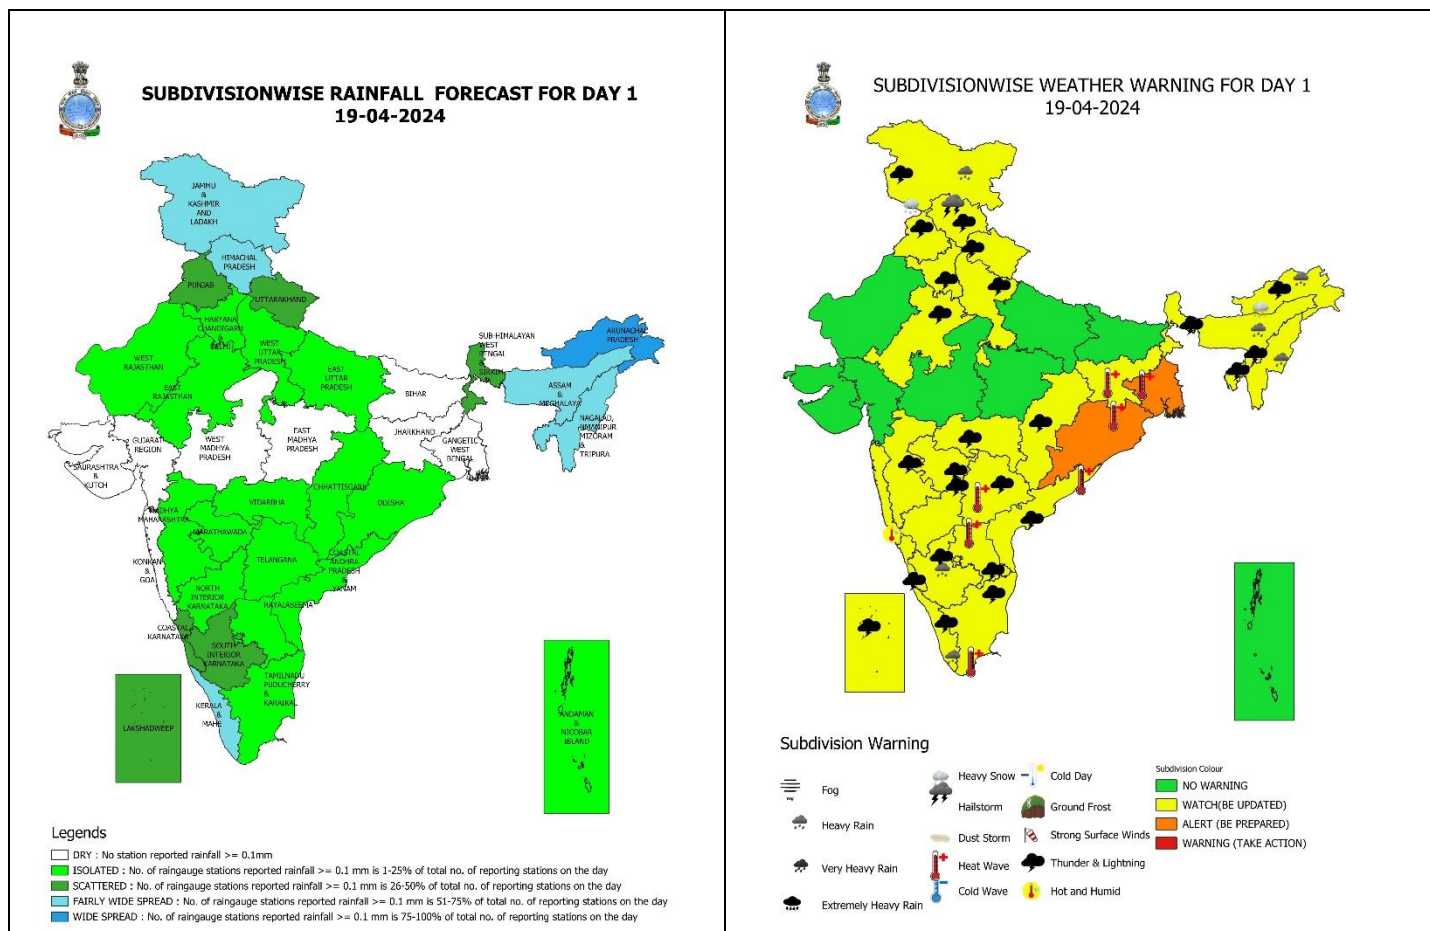 SUBDIVISIONWISE RAINFALL FORECAST FOR DAY 1
19-04-2024
JAMMU
&
KASHMIR
AND
LADAKH
HIMACHAL
PRADESH
PUNJAB
UTTARAKHAND
HARYANA
CHANDIGARH
&
DELHI
WEST
UTTAR
PRADESH
WEST
RAJASTHAN
EAST
RAJASTHAN
EAST
UTTAR
PRADESH
SUB-HIMALAYAN
WEST
BENGAL
&
SIKKIM
ARUNACHAL
PRADESH
ASSAM
&
MEGHALAYA
NAGALAD,
MANIPUR
MIZORAM
&
TRIPURA
BIHAR
JHARKHAND
GANGETIC
WEST
BENGAL
GUJARAT
REGION
SAURASHTRA
&
KUTCH
WEST
MADHYA
PRADESH
EAST
MADHYA
PRADESH
CHHATTISGARH
ODISHA
VIDARBHA
MADHYA
MAHARASHTRA
MARATHAWADA
KONKAN
&
GOA
TELANGANA
COASTAL
ANDHRA
PRADESH
&
YANAM
NORTH
INTERIOR
KARNATAKA
RAYALASEEMA
COASTAL
KARNATAKA
SOUTH
INTERIOR
KARNATAKA
TAMILNADU
PUDUCHERRY
&
KARAIKAL
KERALA
&
MAHE
LAKSHADWEEP
ANDAMAN
&
NICOBAR
ISLAND
Legends
DRY : No station reported rainfall >= 0.1mm
ISOLATED : No. of raingauge stations reported rainfall >= 0.1 mm is 1-25% of total no. of reporting stations on the day
SCATTERED : No. of raingauge stations reported rainfall >= 0.1 mm is 26-50% of total no. of reporting stations on the day
FAIRLY WIDE SPREAD : No. of raingauge stations reported rainfall >= 0.1 mm is 51-75% of total no. of reporting stations on the day
WIDE SPREAD : No. of raingauge stations reported rainfall >= 0.1 mm is 75-100% of total no. of reporting stations on the day
SUBDIVISIONWISE WEATHER WARNING FOR DAY 1
19-04-2024
Subdivision Warning
Fog
Heavy Rain
Very Heavy Rain
Extremely Heavy Rain
Heavy Snow
Hailstorm
Dust Storm
Heat Wave
Cold Wave
Cold Day
Ground Frost
Strong Surface Winds
Thunder & Lightning
Hot and Humid
Subdivision Colour
NO WARNING
WATCH(BE UPDATED)
ALERT (BE PREPARED)
WARNING (TAKE ACTION)